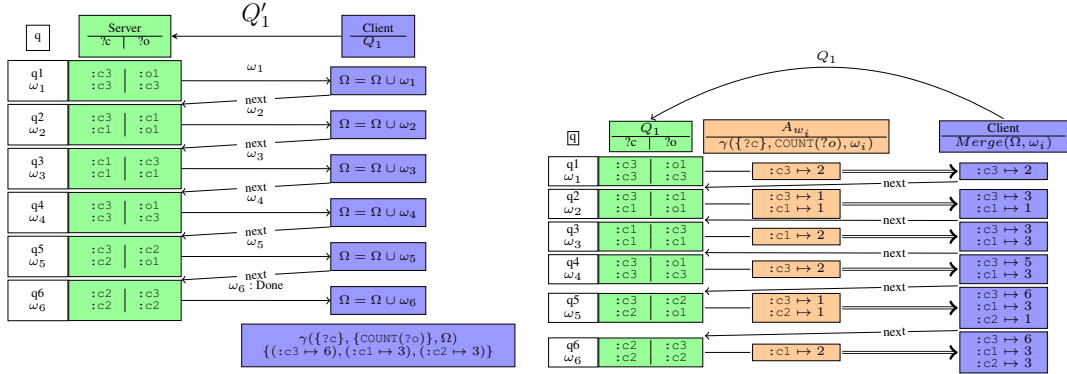 Q′1
q
Server
?c | ?o
Client
Q1
q1
ω1
:c3 | :o1
:c3 | :c3
ω1
Ω = Ω ∪ ω1
next
ω2
q2
ω2
:c3 | :c1
:c1 | :o1
Ω = Ω ∪ ω2
next
ω3
q3
ω3
:c1 | :c3
:c1 | :c1
Ω = Ω ∪ ω3
next
ω4
q4
ω4
:c3 | :o1
:c3 | :c3
Ω = Ω ∪ ω4
next
ω5
q5
ω5
:c3 | :c2
:c2 | :o1
Ω = Ω ∪ ω5
next
ω6 : Done
q6
ω6
:c2 | :c3
:c2 | :c2
Ω = Ω ∪ ω6
γ({?c}, {COUNT(?o)}, Ω)
{(:c3 ↦ 6), (:c1 ↦ 3), (:c2 ↦ 3)}
Q1
q
Q1
?c | ?o
Awi
γ({?c}, COUNT(?o), ωi)
Client
Merge(Ω, ωi)
q1
ω1
:c3 | :o1
:c3 | :c3
:c3 ↦ 2
:c3 ↦ 2
next
q2
ω2
:c3 | :c1
:c1 | :o1
:c3 ↦ 1
:c1 ↦ 1
:c3 ↦ 3
:c1 ↦ 1
next
q3
ω3
:c1 | :c3
:c1 | :c1
:c1 ↦ 2
:c3 ↦ 3
:c1 ↦ 3
next
q4
ω4
:c3 | :o1
:c3 | :c3
:c3 ↦ 2
:c3 ↦ 5
:c1 ↦ 3
next
q5
ω5
:c3 | :c2
:c2 | :o1
:c3 ↦ 1
:c2 ↦ 1
:c3 ↦ 6
:c1 ↦ 3
:c2 ↦ 1
next
q6
ω6
:c2 | :c3
:c2 | :c2
:c1 ↦ 2
:c3 ↦ 6
:c1 ↦ 3
:c2 ↦ 3